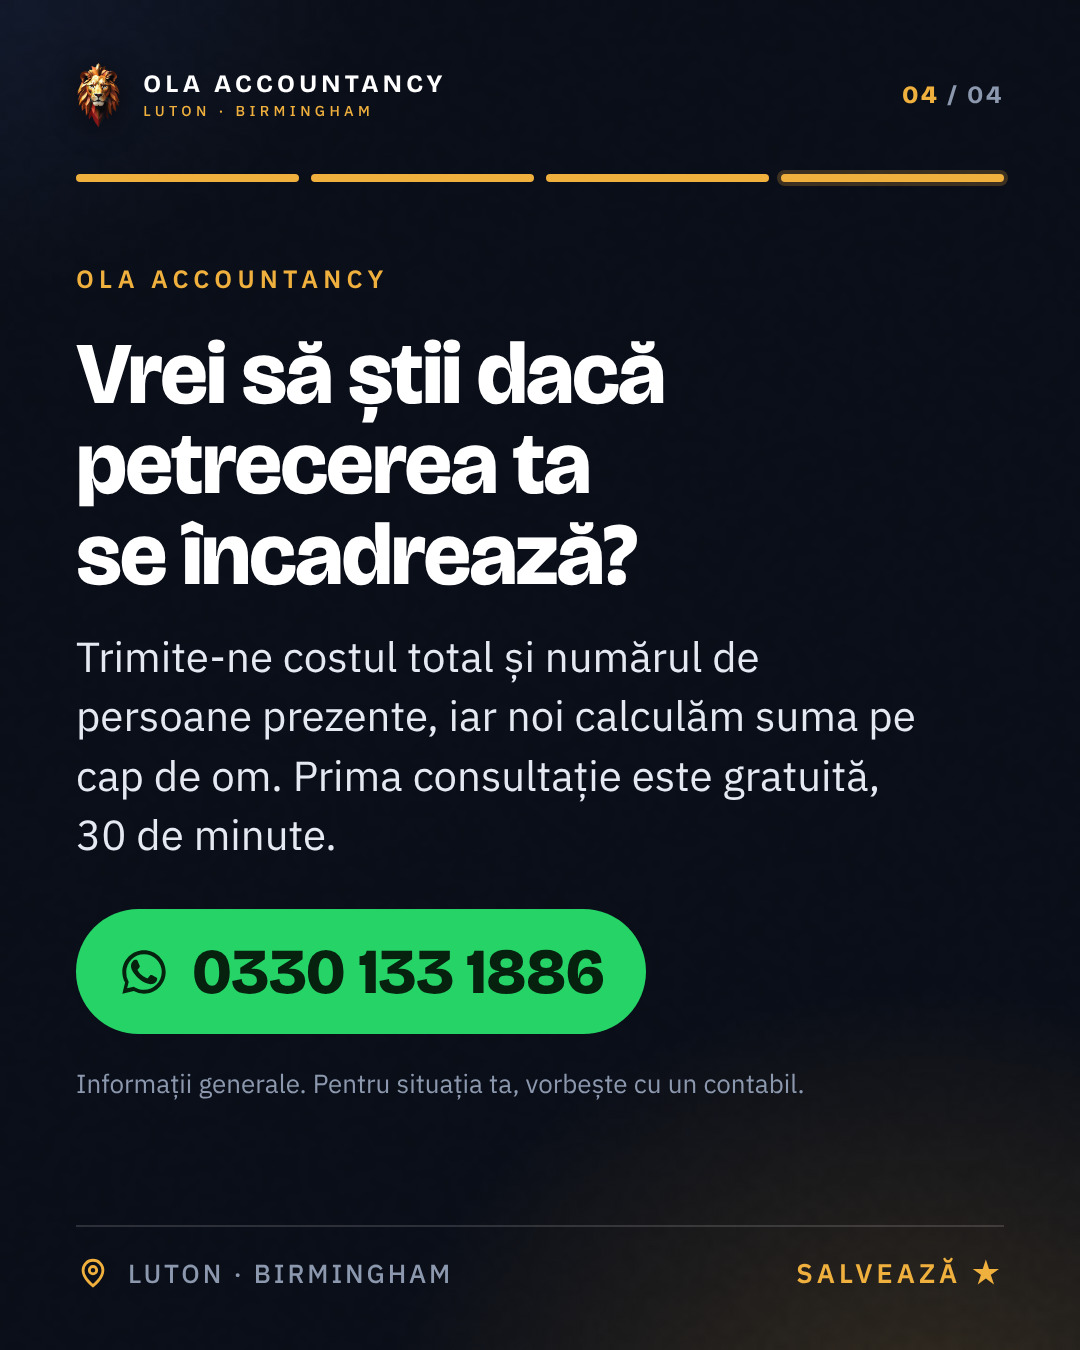 OLA ACCOUNTANCY
LUTON · BIRMINGHAM
04 / 04
OLA ACCOUNTANCY
Vrei să știi dacă
petrecerea ta
se încadrează?
Trimite-ne costul total și numărul de
persoane prezente, iar noi calculăm suma pe
cap de om. Prima consultație este gratuită,
30 de minute.
0330 133 1886
Informații generale. Pentru situația ta, vorbește cu un contabil.
LUTON · BIRMINGHAM
SALVEAZĂ ★